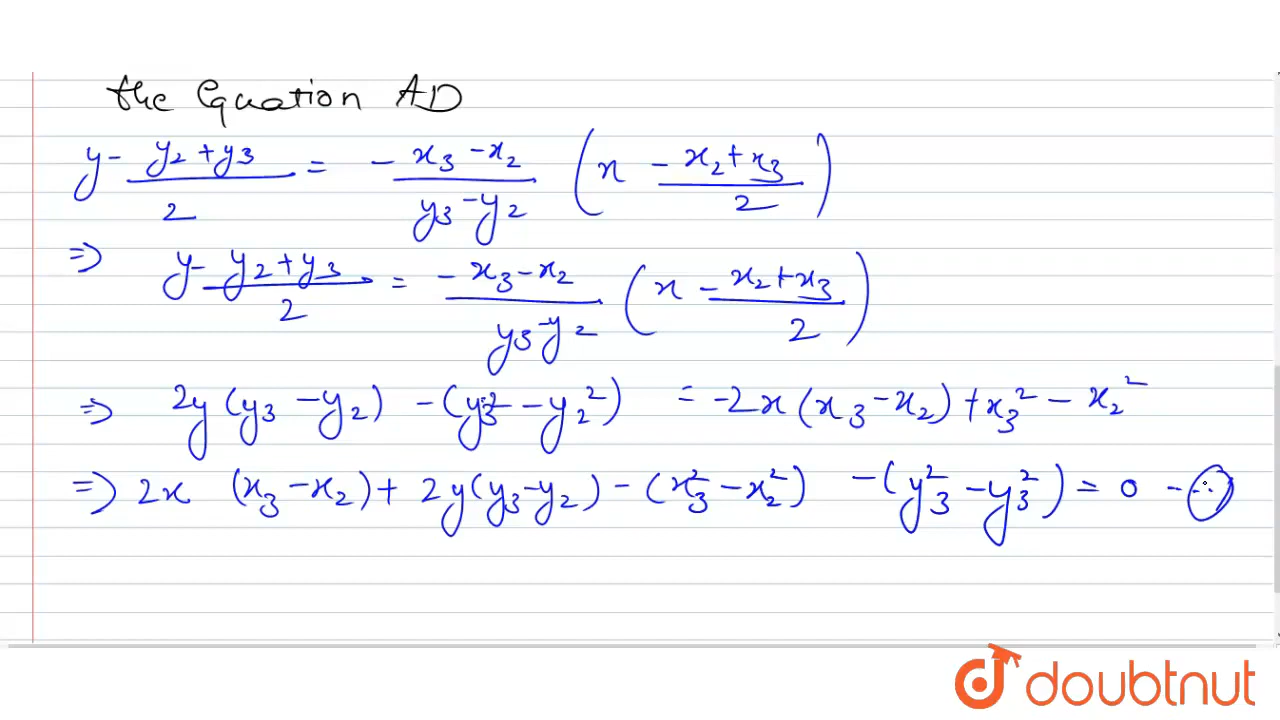 the Equation AD
y - (y₂ + y₃)/2 = - (x₃ - x₂)/(y₃ - y₂) (x - (x₂ + x₃)/2)
⇒ y - (y₂ + y₃)/2 = - (x₃ - x₂)/(y₃ - y₂) (x - (x₂ + x₃)/2)
⇒ 2y (y₃ - y₂) - (y₃² - y₂²) = -2x (x₃ - x₂) + x₃² - x₂²
⇒ 2x (x₃ - x₂) + 2y (y₃ - y₂) - (x₃² - x₂²) - (y₃² - y₃²) = 0 -
doubtnut